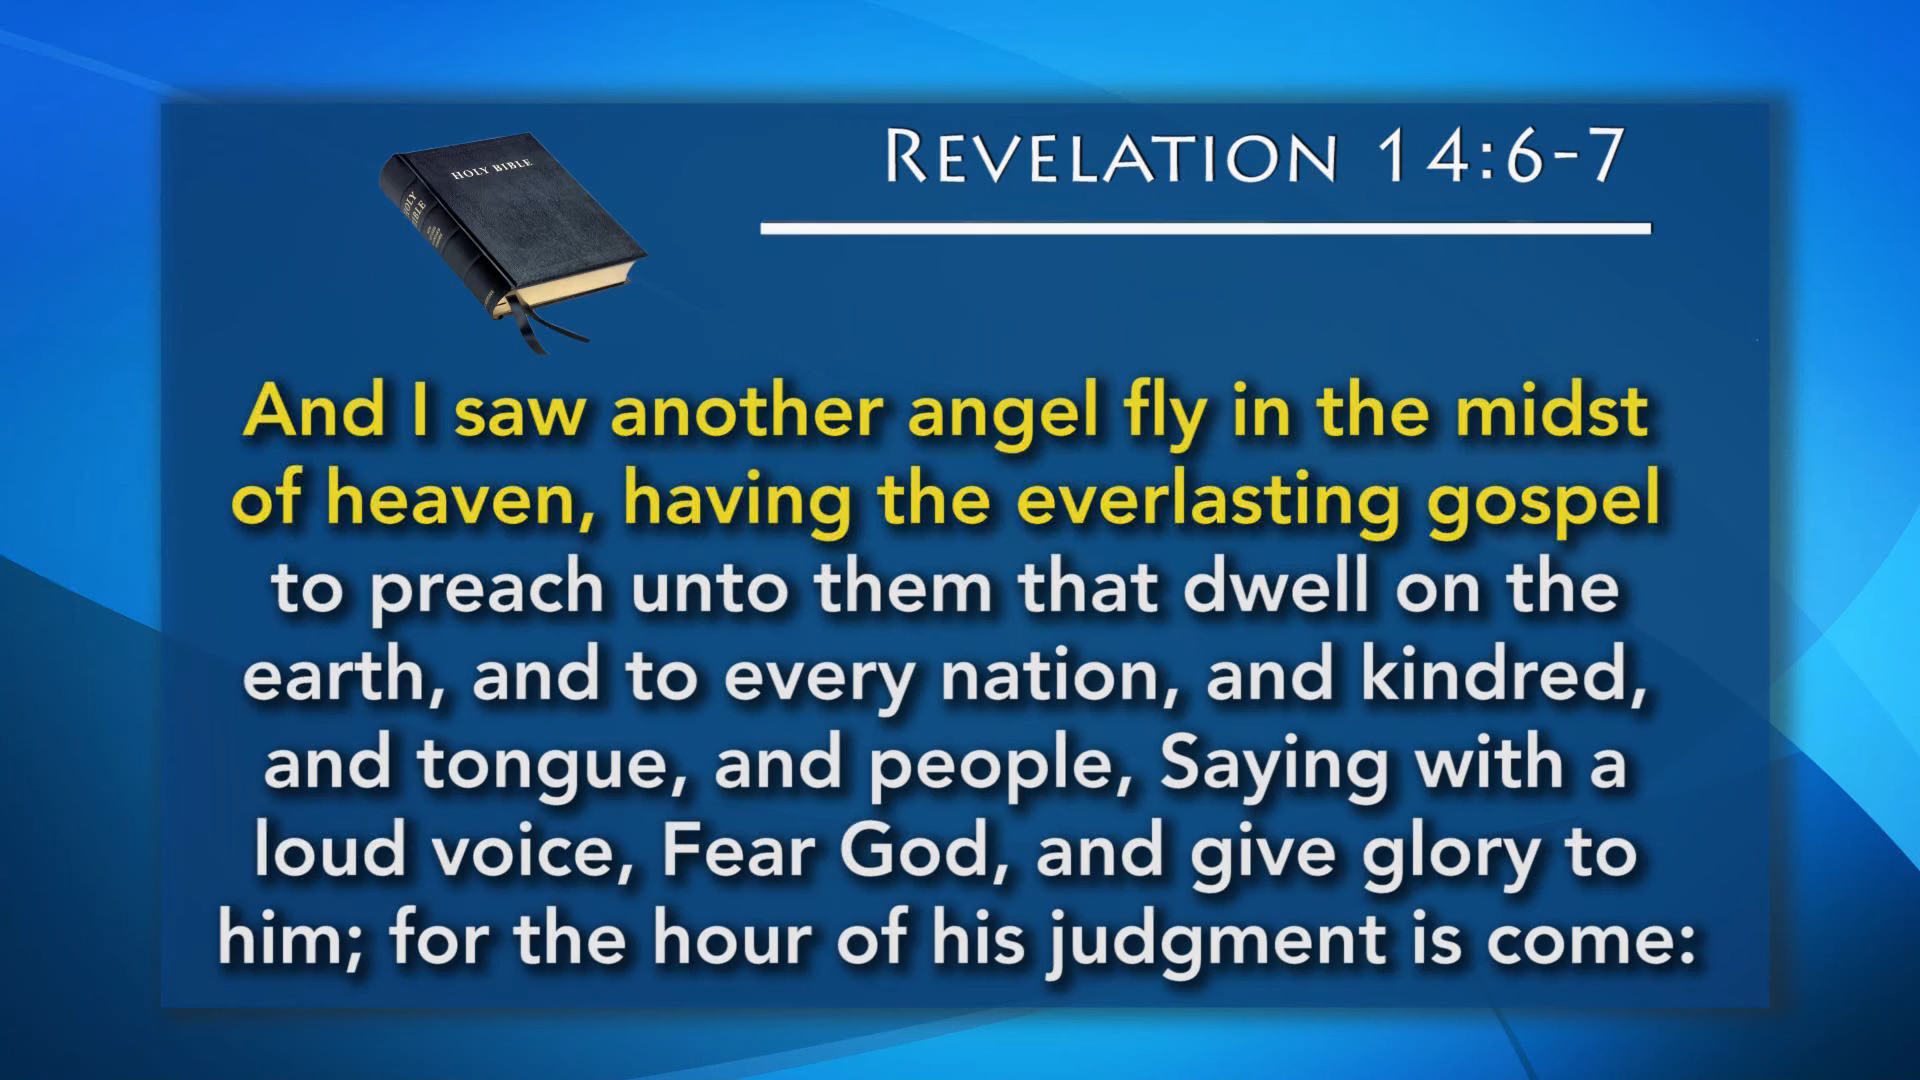 REVELATION 14:6-7
HOLY BIBLE
HOLY
BIBLE
And I saw another angel fly in the midst
of heaven, having the everlasting gospel
to preach unto them that dwell on the
earth, and to every nation, and kindred,
and tongue, and people, Saying with a
loud voice, Fear God, and give glory to
him; for the hour of his judgment is come: